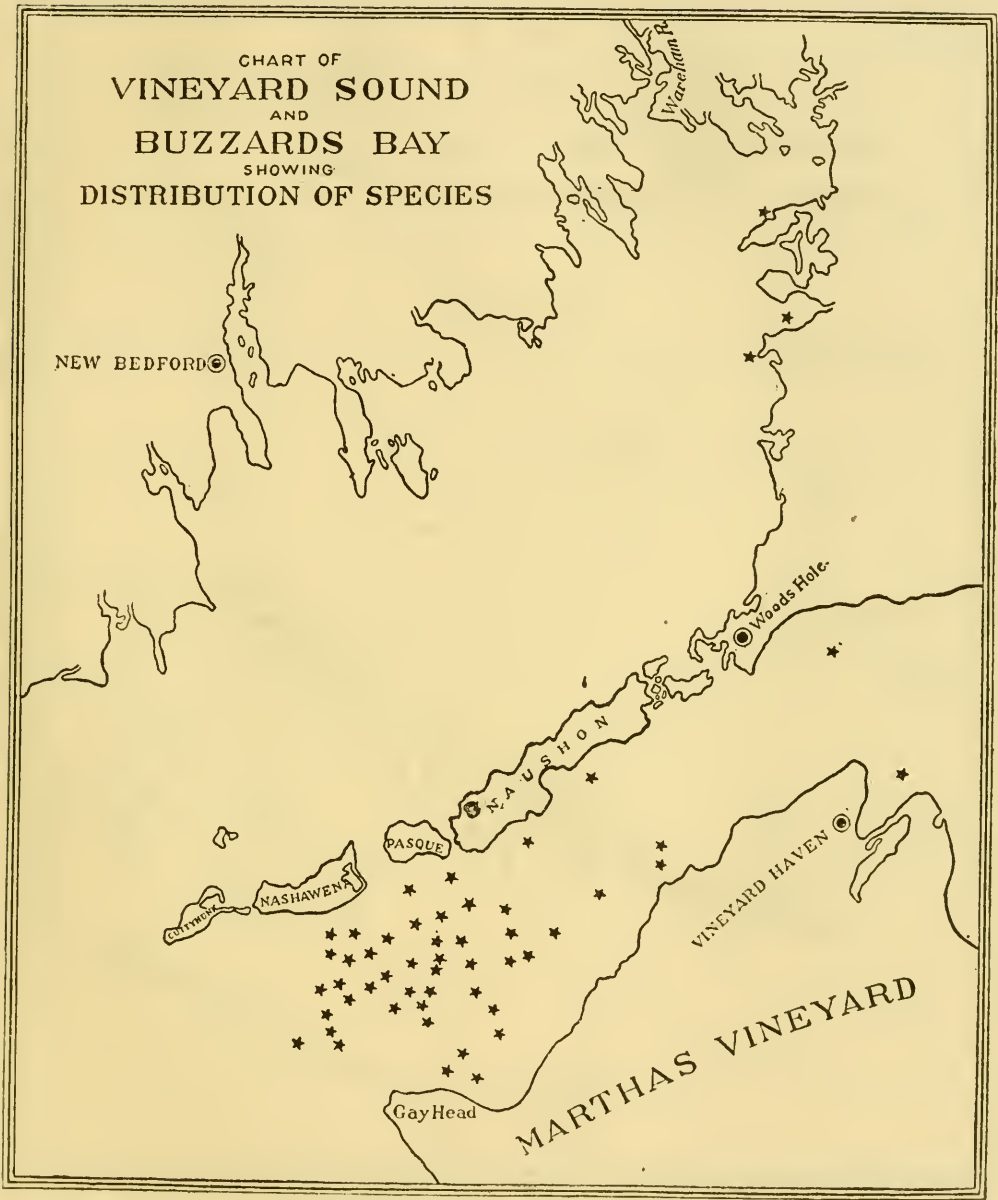 CHART OF
VINEYARD SOUND
AND
BUZZARDS BAY
SHOWING
DISTRIBUTION OF SPECIES
Wareham R.
NEW BEDFORD
Woods Hole.
NAUSHON
PASQUE
NASHAWENA
CUTTYHUNK
VINEYARD HAVEN
MARTHAS VINEYARD
Gay Head